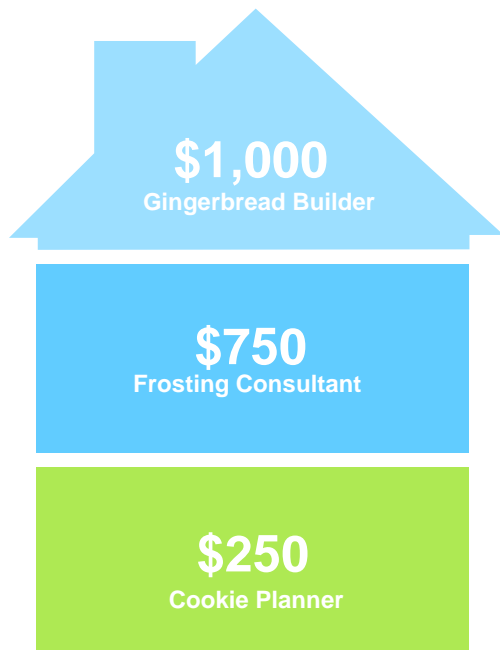 $1,000
Gingerbread Builder
$750
Frosting Consultant
$250
Cookie Planner